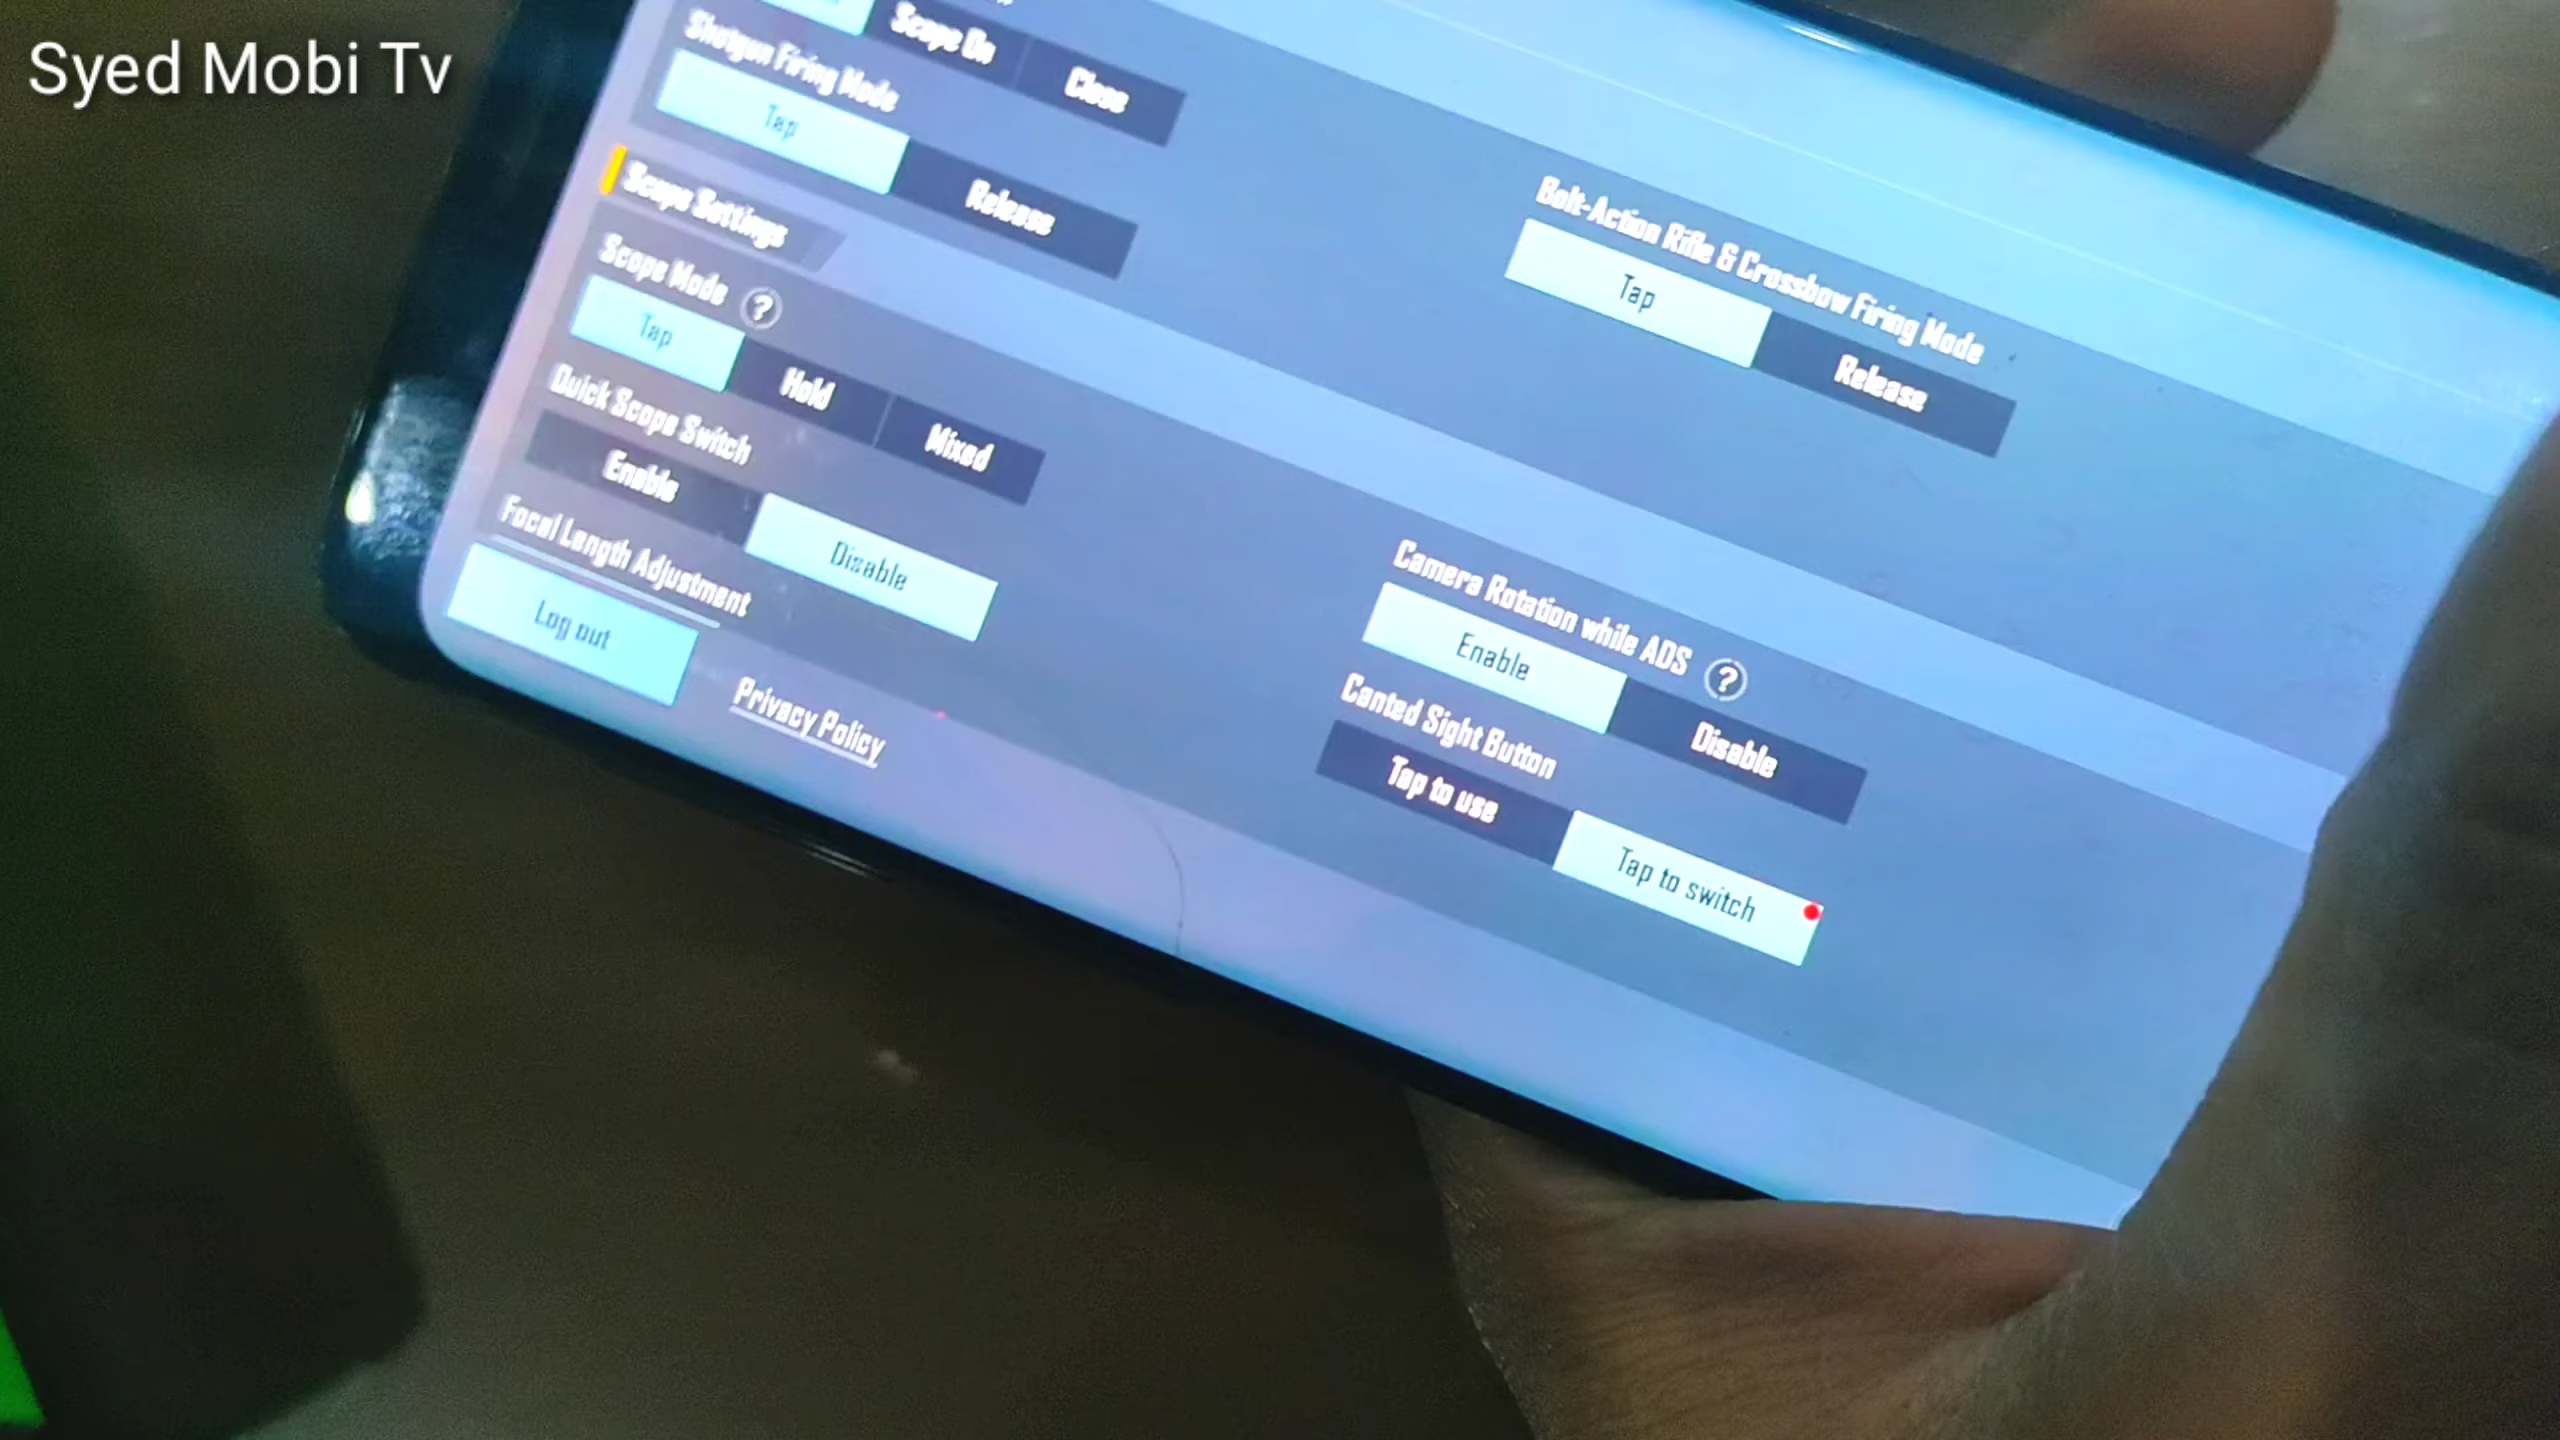 Syed Mobi Tv
Scope On
Close
Shotgun Firing Mode
Tap
Release
Bolt-Action Rifle & Crossbow Firing Mode
Tap
Release
Scope Settings
Scope Mode ?
Tap
Hold
Mixed
Quick Scope Switch
Enable
Disable
Camera Rotation while ADS ?
Enable
Disable
Focal Length Adjustment
Canted Sight Button
Tap to use
Tap to switch
Log out
Privacy Policy